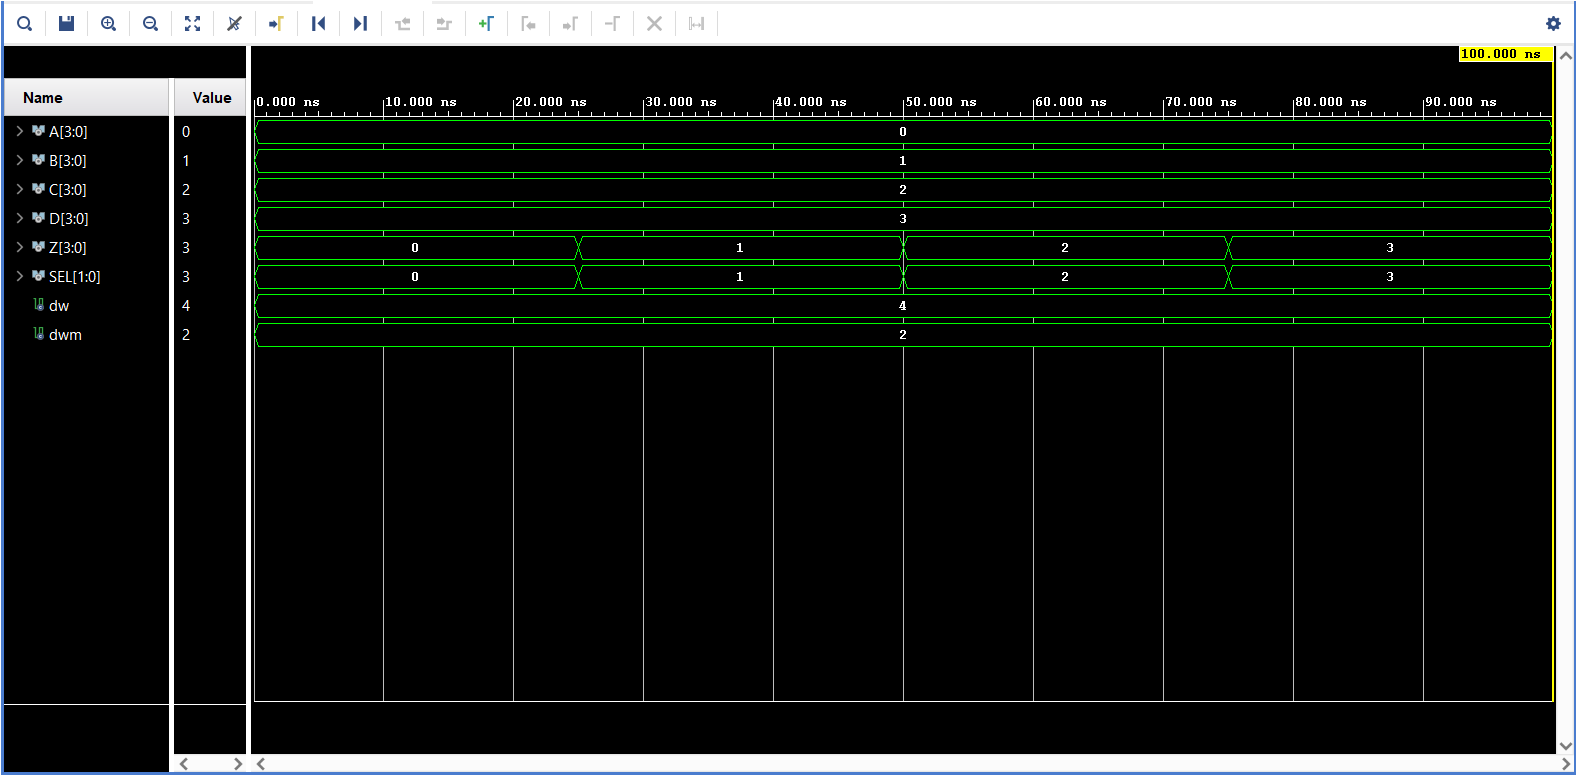 100.000 ns
Name Value 0.000 ns 10.000 ns 20.000 ns 30.000 ns 40.000 ns 50.000 ns 60.000 ns 70.000 ns 80.000 ns 90.000 ns
A[3:0] 0 0
B[3:0] 1 1
C[3:0] 2 2
D[3:0] 3 3
Z[3:0] 3 0 1 2 3
SEL[1:0] 3 0 1 2 3
dw 4 4
dwm 2 2